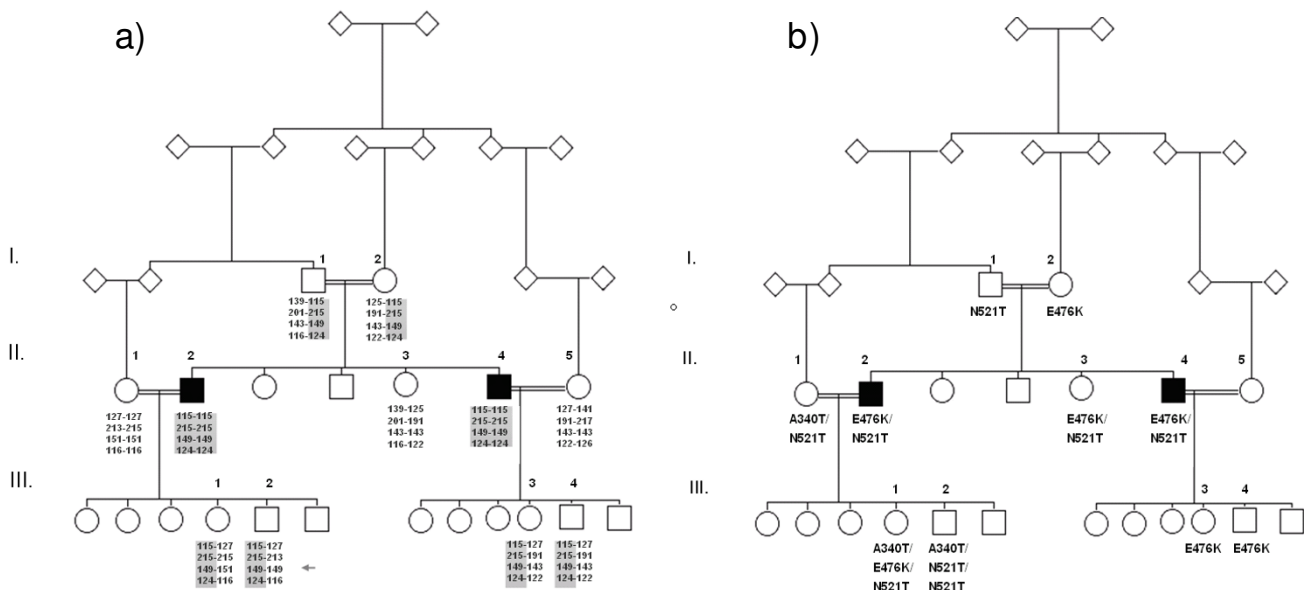 a)
I.
1 2
139-115 125-115
201-215 191-215
143-149 143-149
116-124 122-124
II.
1 2 3 4 5
127-127 115-115 139-125 115-115 127-141
213-215 215-215 201-191 215-215 191-217
151-151 149-149 143-143 149-149 143-143
116-116 124-124 116-122 124-124 122-126
III.
1 2 3 4
115-127 115-127 115-127 115-127
215-215 215-213 215-191 215-191
149-151 149-149 149-143 149-143
124-116 124-116 124-122 124-122
b)
I.
1 2
N521T E476K
II.
1 2 3 4 5
A340T/ E476K/ E476K/ E476K/
N521T N521T N521T N521T
III.
1 2 3 4
A340T/ A340T/ E476K E476K
E476K/ N521T/
N521T N521T